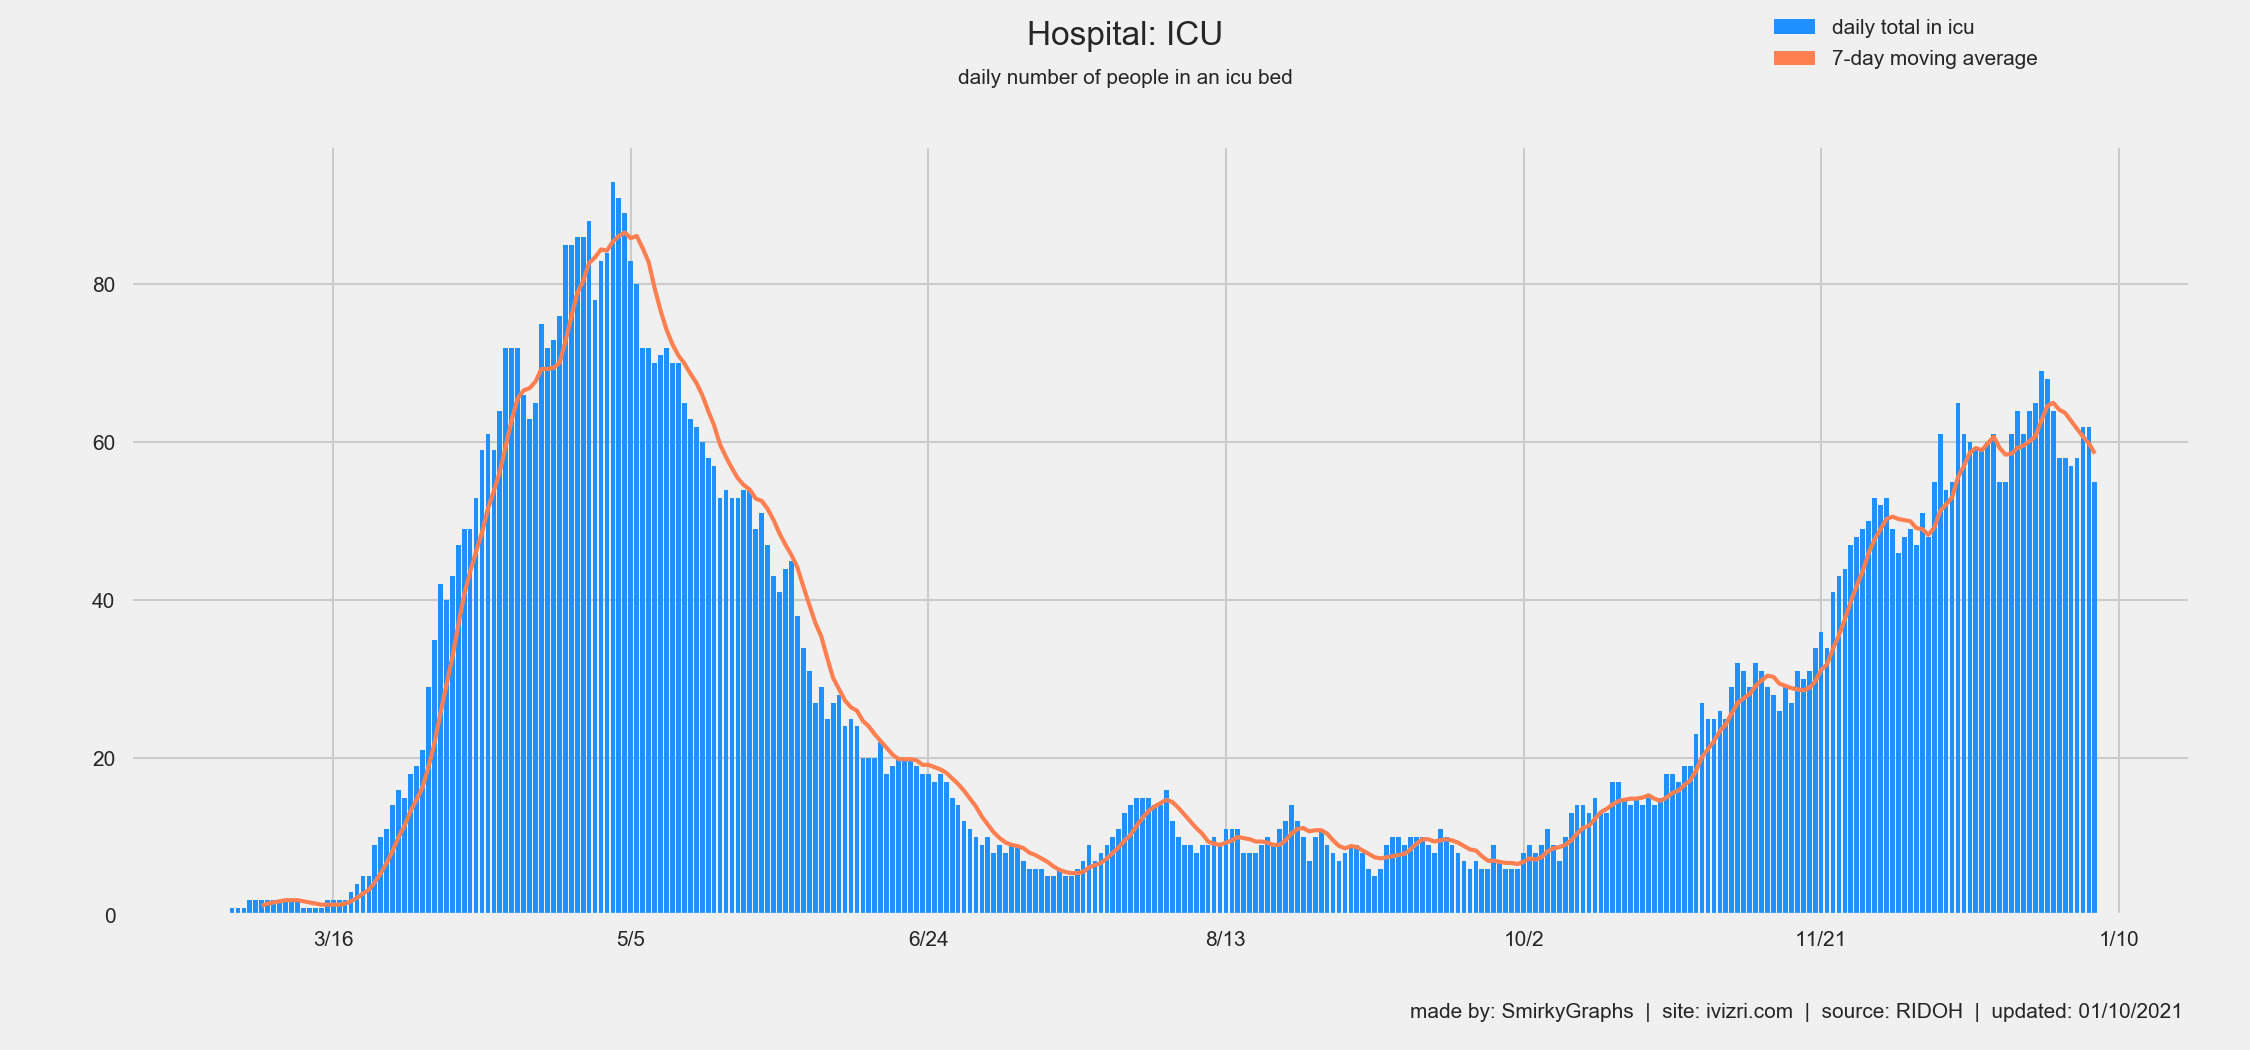 Hospital: ICU
daily number of people in an icu bed
daily total in icu
7-day moving average
80
60
40
20
0
3/16 5/5 6/24 8/13 10/2 11/21 1/10
made by: SmirkyGraphs | site: ivizri.com | source: RIDOH | updated: 01/10/2021